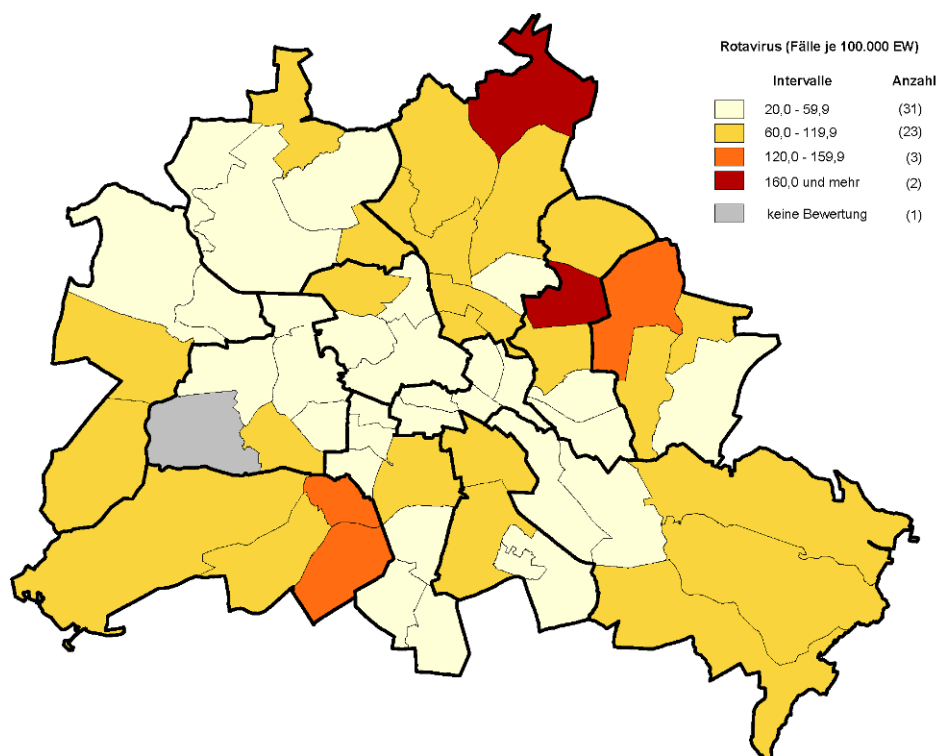 Rotavirus (Fälle je 100.000 EW)
Intervalle Anzahl
20,0 - 59,9 (31)
60,0 - 119,9 (23)
120,0 - 159,9 (3)
160,0 und mehr (2)
keine Bewertung (1)